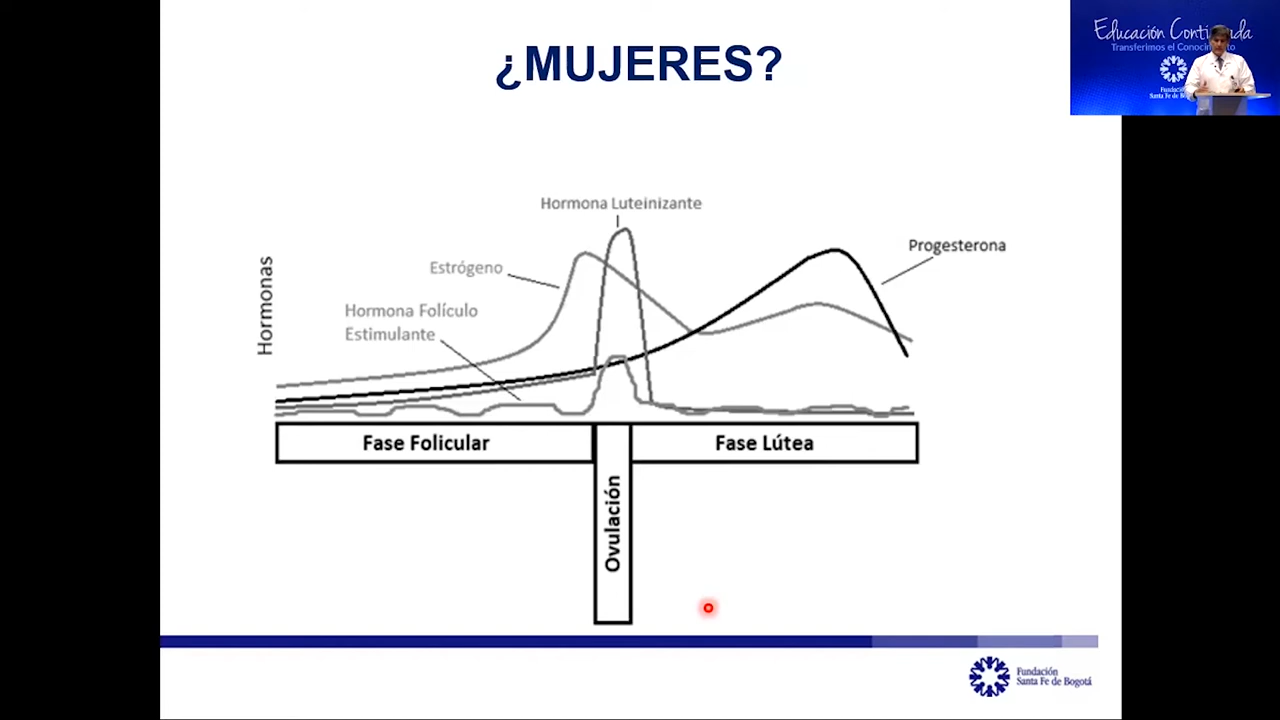 ¿MUJERES?
Educación Continuada
Transferimos el Conocimiento
Fundación
Santa Fe de Bogotá
Hormona Luteinizante
Progesterona
Estrógeno
Hormona Folículo
Estimulante
Hormonas
Fase Folicular
Ovulación
Fase Lútea
Fundación
Santa Fe de Bogotá